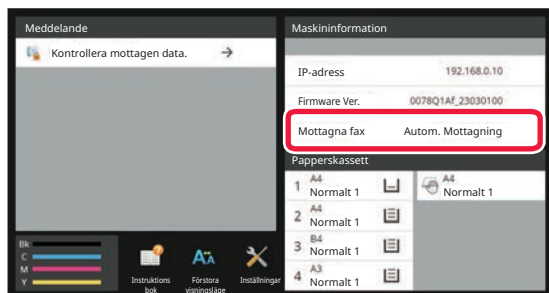 Meddelande
Kontrollera mottagen data.
Maskininformation
IP-adress 192.168.0.10
Firmware Ver. 0078Q1Af_23030100
Mottagna fax Autom. Mottagning
Papperskassett
1 A4 Normalt 1
A4 Normalt 1
2 A4 Normalt 1
3 B4 Normalt 1
4 A3 Normalt 1
Bk
C
M
Y
Instruktions
bok
Förstora
visningsläge
Inställningar